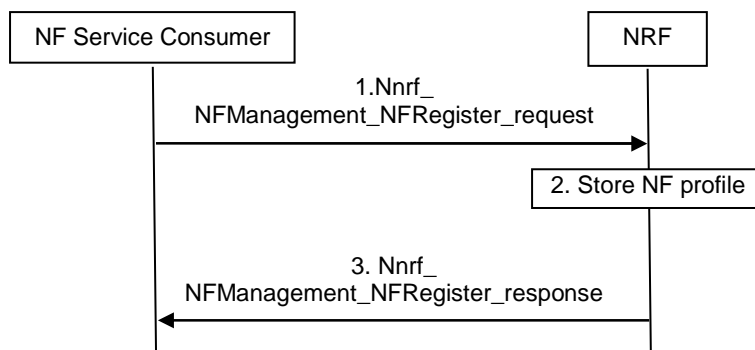 NF Service Consumer
NRF
1.Nnrf_
NFManagement_NFRegister_request
2. Store NF profile
3. Nnrf_
NFManagement_NFRegister_response